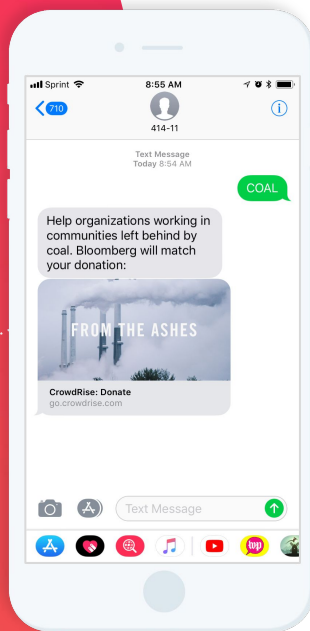 Sprint 8:55 AM
710
414-11
Text Message
Today 8:54 AM
COAL
Help organizations working in
communities left behind by
coal. Bloomberg will match
your donation:
FROM THE ASHES
CrowdRise: Donate
go.crowdrise.com
Text Message
wp